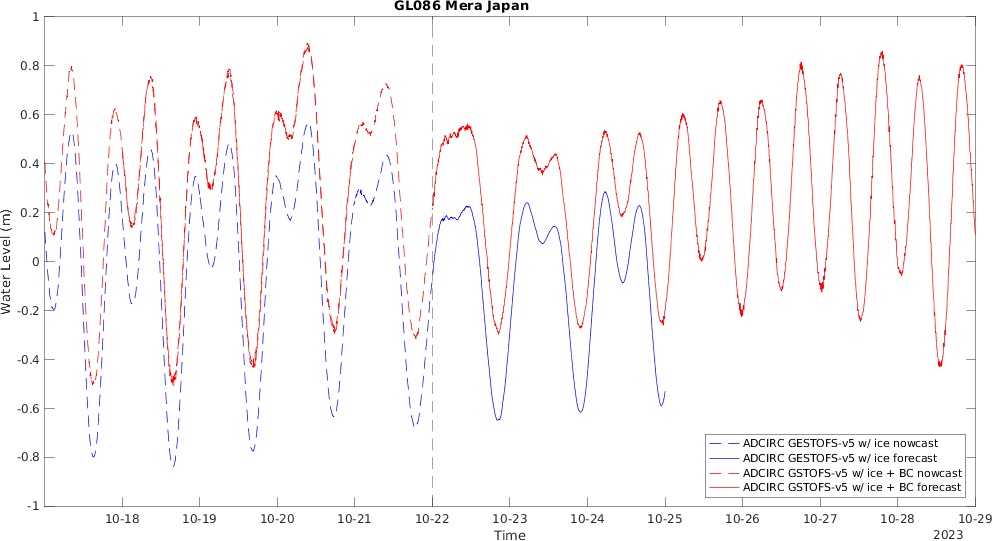 GL086 Mera Japan
1
0.8
0.6
0.4
0.2
0
-0.2
-0.4
-0.6
-0.8
-1
Water Level (m)
ADCIRC GESTOFS-v5 w/ ice nowcast
ADCIRC GESTOFS-v5 w/ ice forecast
ADCIRC GSTOFS-v5 w/ ice + BC nowcast
ADCIRC GSTOFS-v5 w/ ice + BC forecast
10-18 10-19 10-20 10-21 10-22 10-23 10-24 10-25 10-26 10-27 10-28 10-29
Time
2023